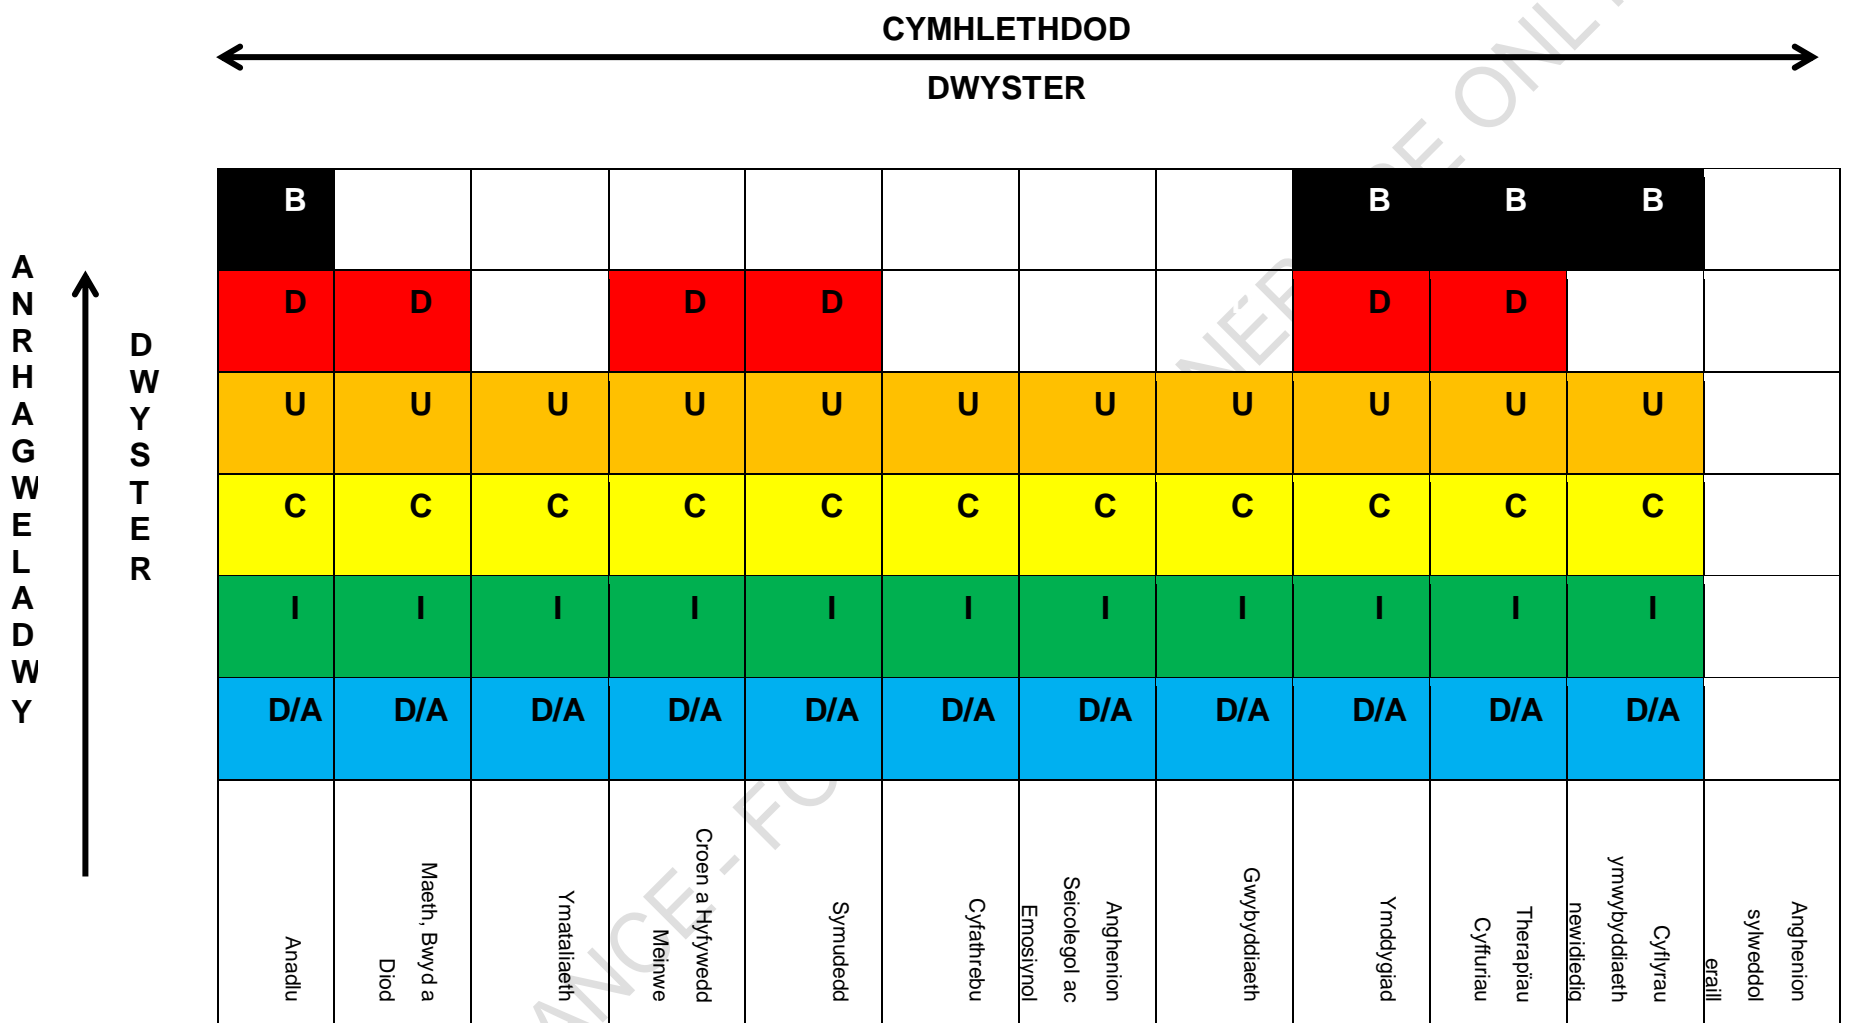 CYMHLETHDOD
DWYSTER
ANRHAGWELADWY
DWYSTER
B B B B
D D D D D D
U U U U U U U U U U U
C C C C C C C C C C C
I I I I I I I I I I I
D/A D/A D/A D/A D/A D/A D/A D/A D/A D/A D/A
Anadlu
Maeth, Bwyd a
Diod
Ymataliaeth
Croen a Hyfywedd
Meinwe
Symudedd
Cyfathrebu
Anghenion
Seicolegol ac
Emosiynol
Gwybyddiaeth
Ymddygiad
Therapïau
Cyffuriau
Cyflyrau
ymwybyddiaeth
newidiedig
Anghenion
sylweddol
eraill